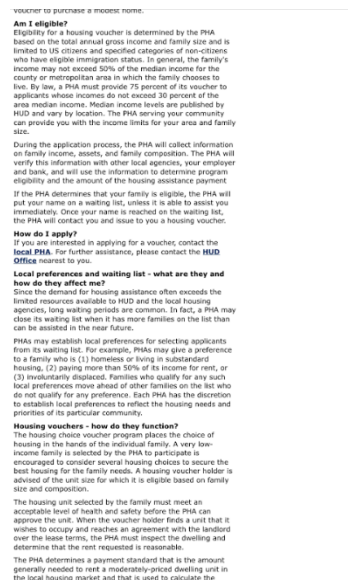 voucher to purchase a modest home.
Am I eligible?
Eligibility for a housing voucher is determined by the PHA
based on the total annual gross income and family size and is
limited to US citizens and specified categories of non-citizens
who have eligible immigration status. In general, the family's
income may not exceed 50% of the median income for the
county or metropolitan area in which the family chooses to
live. By law, a PHA must provide 75 percent of its voucher to
applicants whose incomes do not exceed 30 percent of the
area median income. Median income levels are published by
HUD and vary by location. The PHA serving your community
can provide you with the income limits for your area and family
size.
During the application process, the PHA will collect information
on family income, assets, and family composition. The PHA will
verify this information with other local agencies, your employer
and bank, and will use the information to determine program
eligibility and the amount of the housing assistance payment
If the PHA determines that your family is eligible, the PHA will
put your name on a waiting list, unless it is able to assist you
immediately. Once your name is reached on the waiting list,
the PHA will contact you and issue to you a housing voucher.
How do I apply?
If you are interested in applying for a voucher, contact the
local PHA. For further assistance, please contact the HUD
Office nearest to you.
Local preferences and waiting list - what are they and
how do they affect me?
Since the demand for housing assistance often exceeds the
limited resources available to HUD and the local housing
agencies, long waiting periods are common. In fact, a PHA may
close its waiting list when it has more families on the list than
can be assisted in the near future.
PHAs may establish local preferences for selecting applicants
from its waiting list. For example, PHAs may give a preference
to a family who is (1) homeless or living in substandard
housing, (2) paying more than 50% of its income for rent, or
(3) involuntarily displaced. Families who qualify for any such
local preferences move ahead of other families on the list who
do not qualify for any preference. Each PHA has the discretion
to establish local preferences to reflect the housing needs and
priorities of its particular community.
Housing vouchers - how do they function?
The housing choice voucher program places the choice of
housing in the hands of the individual family. A very low-
income family is selected by the PHA to participate is
encouraged to consider several housing choices to secure the
best housing for the family needs. A housing voucher holder is
advised of the unit size for which it is eligible based on family
size and composition.
The housing unit selected by the family must meet an
acceptable level of health and safety before the PHA can
approve the unit. When the voucher holder finds a unit that it
wishes to occupy and reaches an agreement with the landlord
over the lease terms, the PHA must inspect the dwelling and
determine that the rent requested is reasonable.
The PHA determines a payment standard that is the amount
generally needed to rent a moderately-priced dwelling unit in
the local housing market and that is used to calculate the